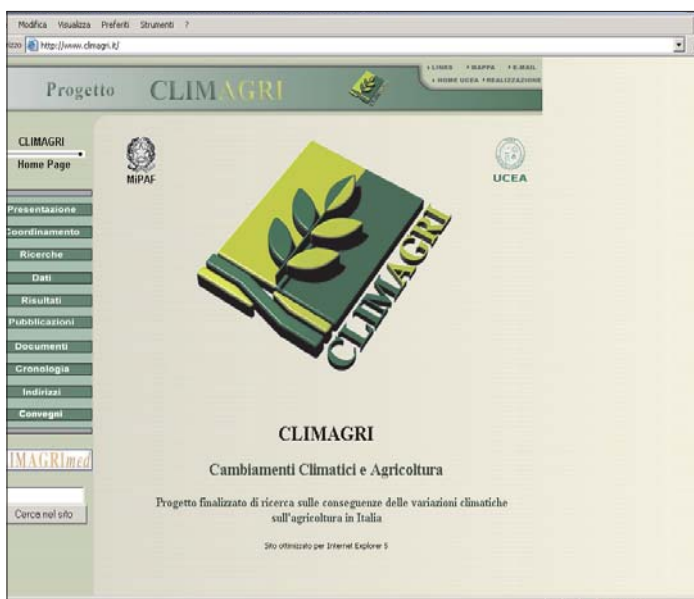 Modifica Visualizza Preferiti Strumenti ?
http://www.climagri.it/
LINKS MAPPA E-MAIL
HOME UCEA REALIZZAZIONE
Progetto CLIMAGRI
CLIMAGRI
Home Page
MiPAF
UCEA
CLIMAGRI
Presentazione
Coordinamento
Ricerche
Dati
Risultati
Pubblicazioni
Documenti
Cronologia
Indirizzi
Convegni
IMAGRImed
Cerca nel sito
CLIMAGRI
Cambiamenti Climatici e Agricoltura
Progetto finalizzato di ricerca sulle conseguenze delle variazioni climatiche
sull'agricoltura in Italia
Sito ottimizzato per Internet Explorer 5